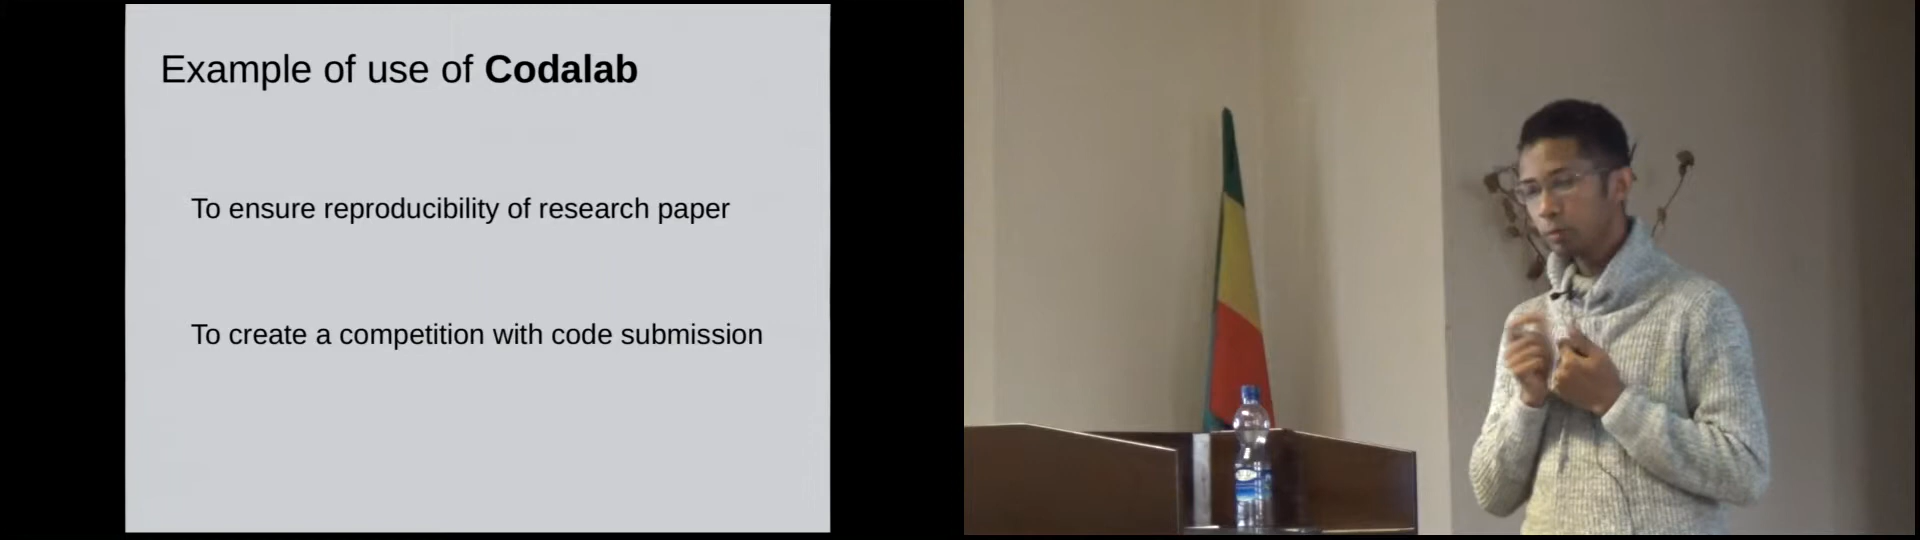 Example of use of Codalab
To ensure reproducibility of research paper
To create a competition with code submission